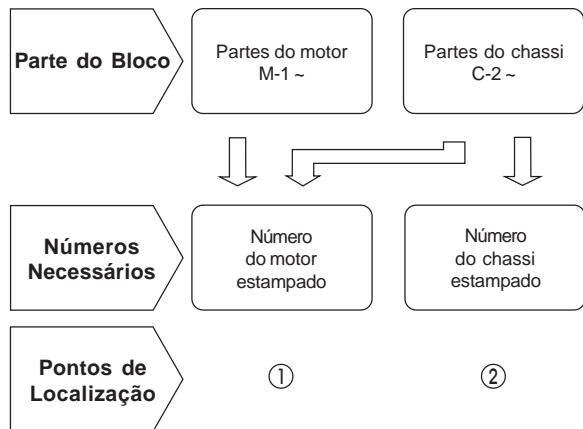 Parte do Bloco
Partes do motor
M-1 ~
Partes do chassi
C-2 ~
Números
Necessários
Número
do motor
estampado
Número
do chassi
estampado
Pontos de
Localização
①
②